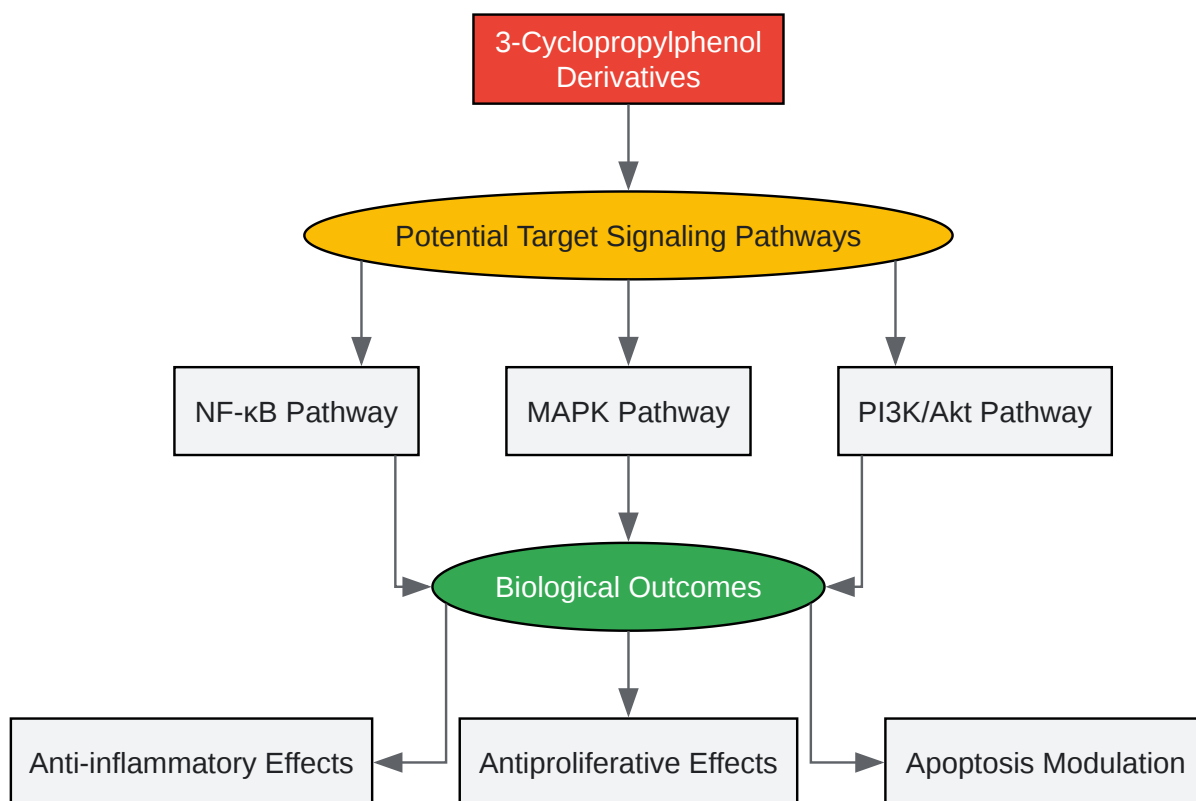 3-Cyclopropylphenol
Derivatives
Potential Target Signaling Pathways
NF-κB Pathway
MAPK Pathway
PI3K/Akt Pathway
Biological Outcomes
Anti-inflammatory Effects
Antiproliferative Effects
Apoptosis Modulation